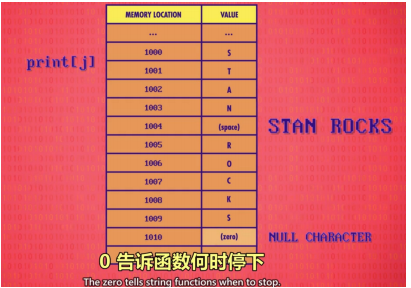 MEMORY LOCATION VALUE
... ...
print[j]
1000 S
1001 T
1002 A
1003 N
1004 (space)
STAN ROCKS
1005 R
1006 O
1007 C
1008 K
1009 S
1010 (zero)
NULL CHARACTER
0 告诉函数何时停下
The zero tells string functions when to stop.